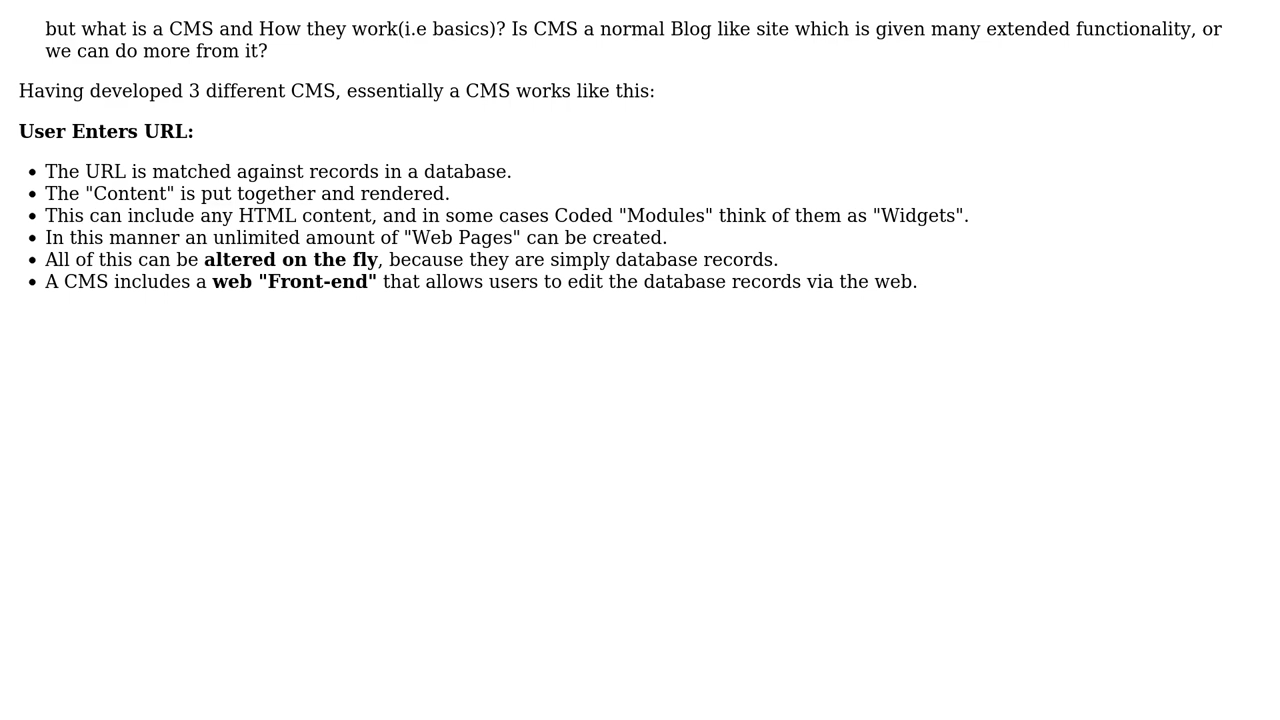 but what is a CMS and How they work(i.e basics)? Is CMS a normal Blog like site which is given many extended functionality, or
we can do more from it?
Having developed 3 different CMS, essentially a CMS works like this:
User Enters URL:
• The URL is matched against records in a database.
• The "Content" is put together and rendered.
• This can include any HTML content, and in some cases Coded "Modules" think of them as "Widgets".
• In this manner an unlimited amount of "Web Pages" can be created.
• All of this can be altered on the fly, because they are simply database records.
• A CMS includes a web "Front-end" that allows users to edit the database records via the web.